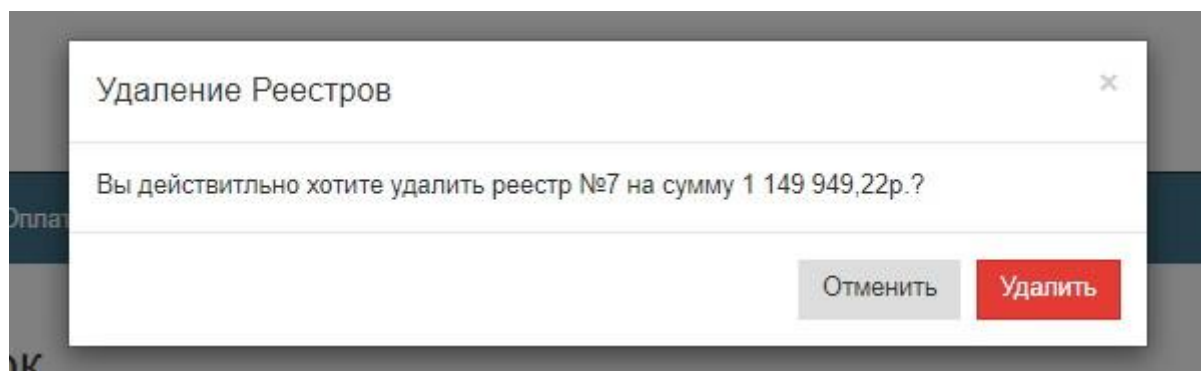 Удаление Реестров
×
Вы действитльно хотите удалить реестр №7 на сумму 1 149 949,22р.?
Отменить
Удалить